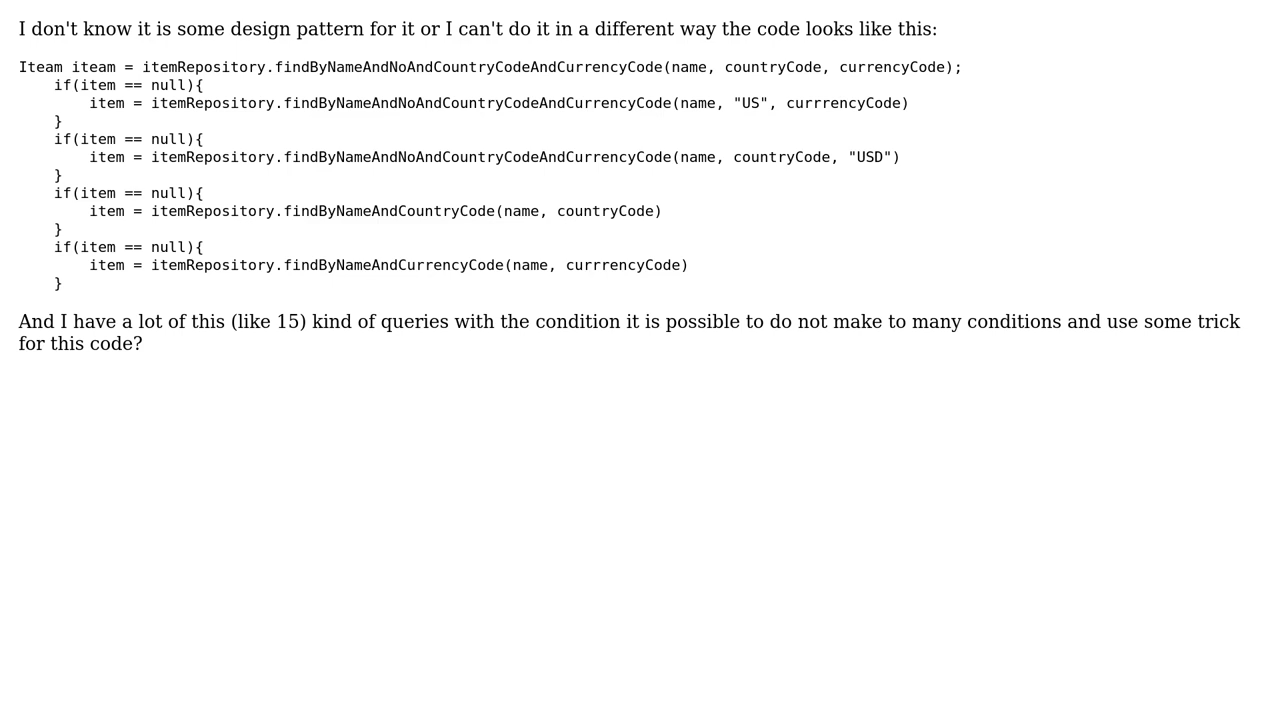 I don't know it is some design pattern for it or I can't do it in a different way the code looks like this:
Iteam iteam = itemRepository.findByNameAndNoAndCountryCodeAndCurrencyCode(name, countryCode, currencyCode);
    if(item == null){
        item = itemRepository.findByNameAndNoAndCountryCodeAndCurrencyCode(name, "US", currrencyCode)
    }
    if(item == null){
        item = itemRepository.findByNameAndNoAndCountryCodeAndCurrencyCode(name, countryCode, "USD")
    }
    if(item == null){
        item = itemRepository.findByNameAndCountryCode(name, countryCode)
    }
    if(item == null){
        item = itemRepository.findByNameAndCurrencyCode(name, currrencyCode)
    }
And I have a lot of this (like 15) kind of queries with the condition it is possible to do not make to many conditions and use some trick
for this code?